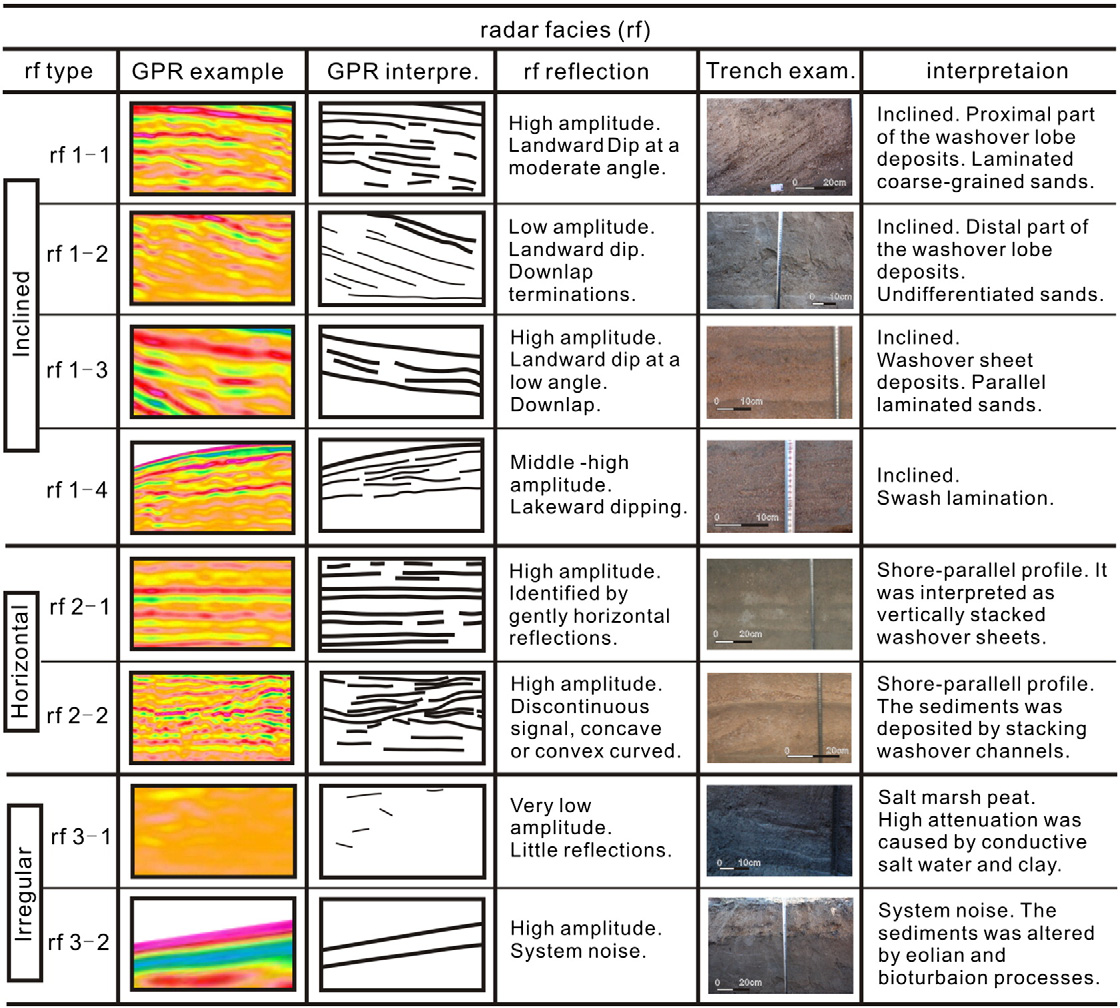 radar facies (rf)
rf type
GPR example
GPR interpre.
rf reflection
Trench exam.
interpretaion
Inclined
rf 1-1
High amplitude.
Landward Dip at a
moderate angle.
0 20cm
Inclined. Proximal part
of the washover lobe
deposits. Laminated
coarse-grained sands.
rf 1-2
Low amplitude.
Landward dip.
Downlap
terminations.
0 10cm
Inclined. Distal part of
the washover lobe
deposits.
Undifferentiated sands.
rf 1-3
High amplitude.
Landward dip at a
low angle.
Downlap.
0 10cm
Inclined.
Washover sheet
deposits. Parallel
laminated sands.
rf 1-4
Middle -high
amplitude.
Lakeward dipping.
0 10cm
Inclined.
Swash lamination.
Horizontal
rf 2-1
High amplitude.
Identified by
gently horizontal
reflections.
0 20cm
Shore-parallel profile. It
was interpreted as
vertically stacked
washover sheets.
rf 2-2
High amplitude.
Discontinuous
signal, concave
or convex curved.
0 20cm
Shore-parallell profile.
The sediments was
deposited by stacking
washover channels.
Irregular
rf 3-1
Very low
amplitude.
Little reflections.
0 10cm
Salt marsh peat.
High attenuation was
caused by conductive
salt water and clay.
rf 3-2
High amplitude.
System noise.
0 20cm
System noise. The
sediments was altered
by eolian and
bioturbaion processes.